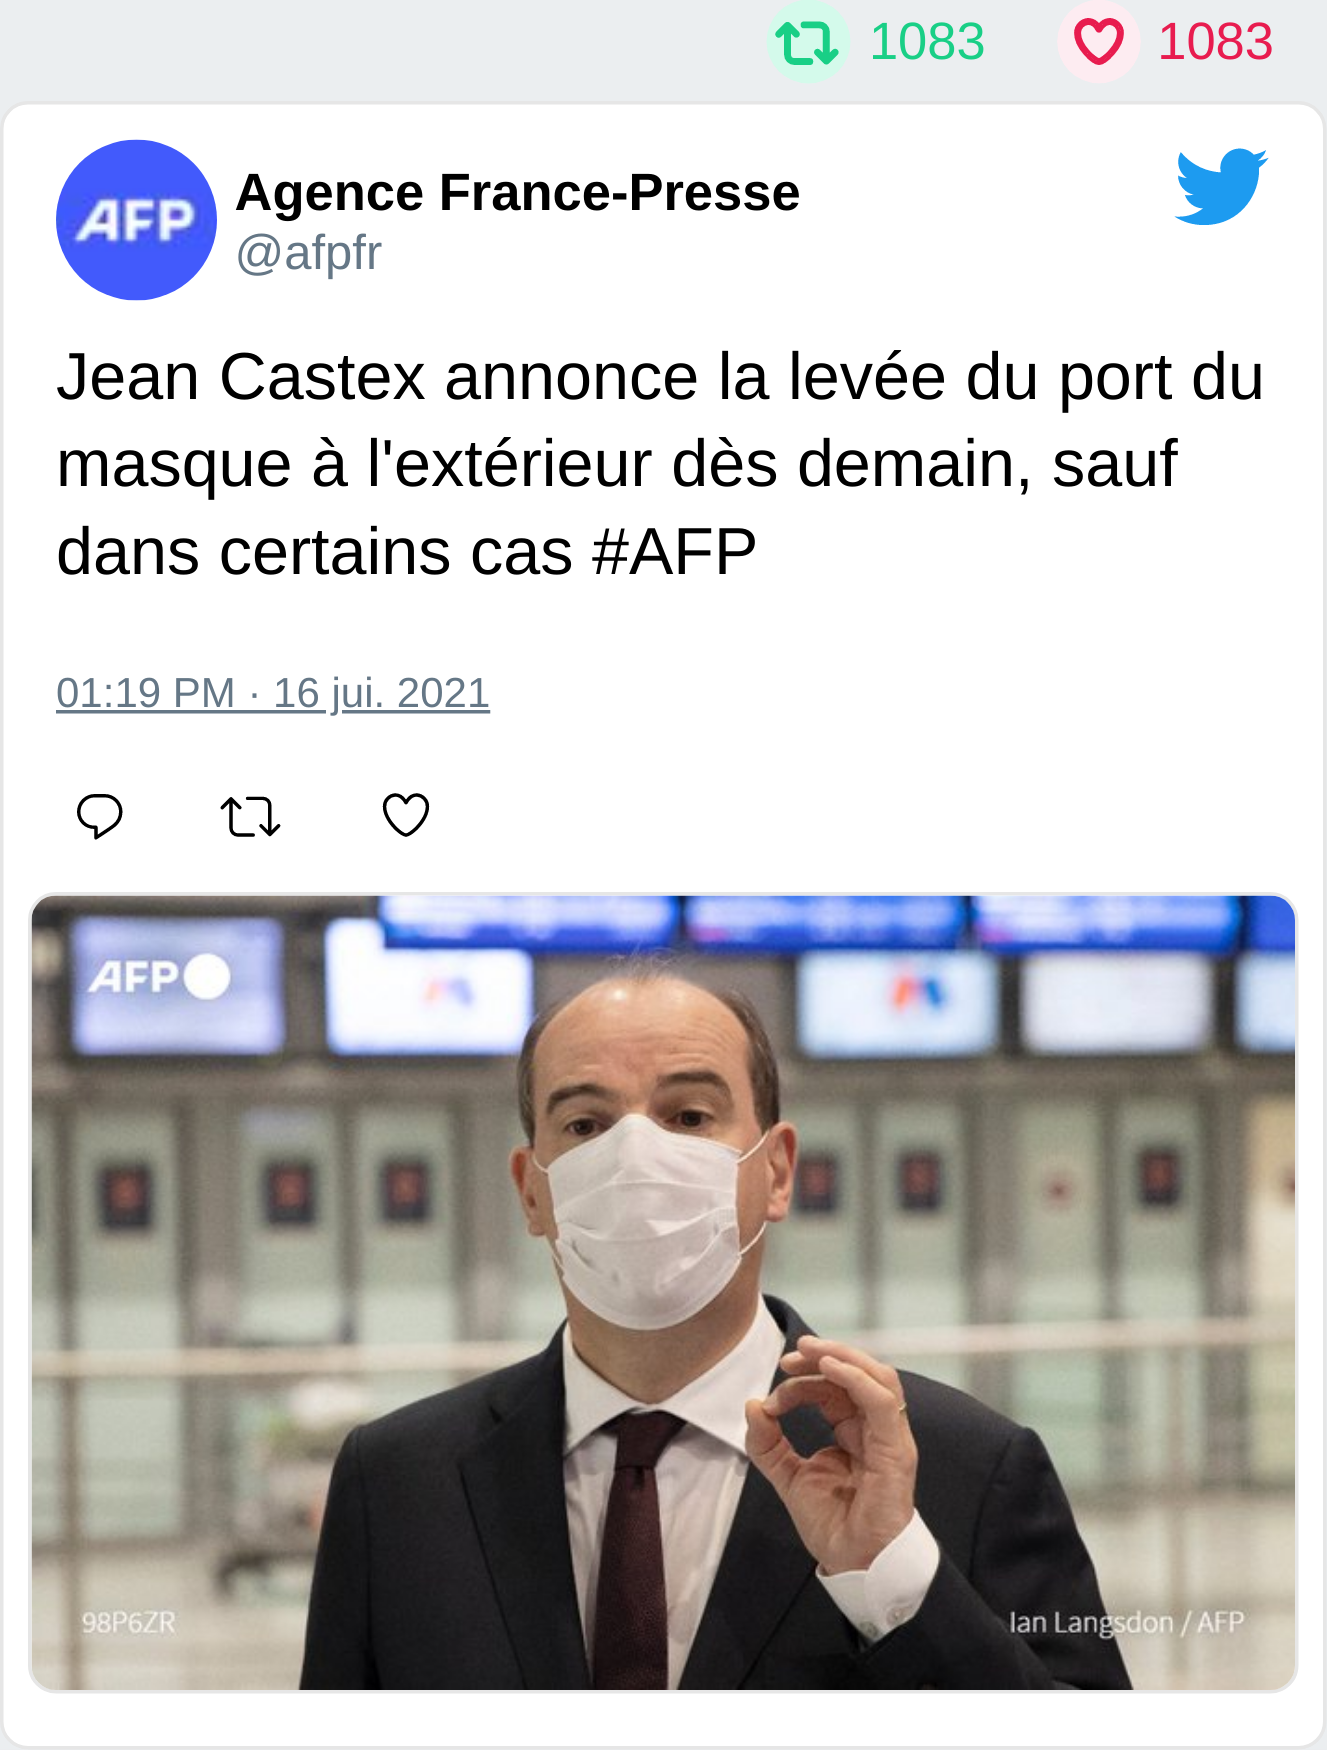 1083 1083
AFP
Agence France-Presse
@afpfr
Jean Castex annonce la levée du port du
masque à l'extérieur dès demain, sauf
dans certains cas #AFP
01:19 PM · 16 jui. 2021
AFP
98P6ZR
Ian Langsdon / AFP